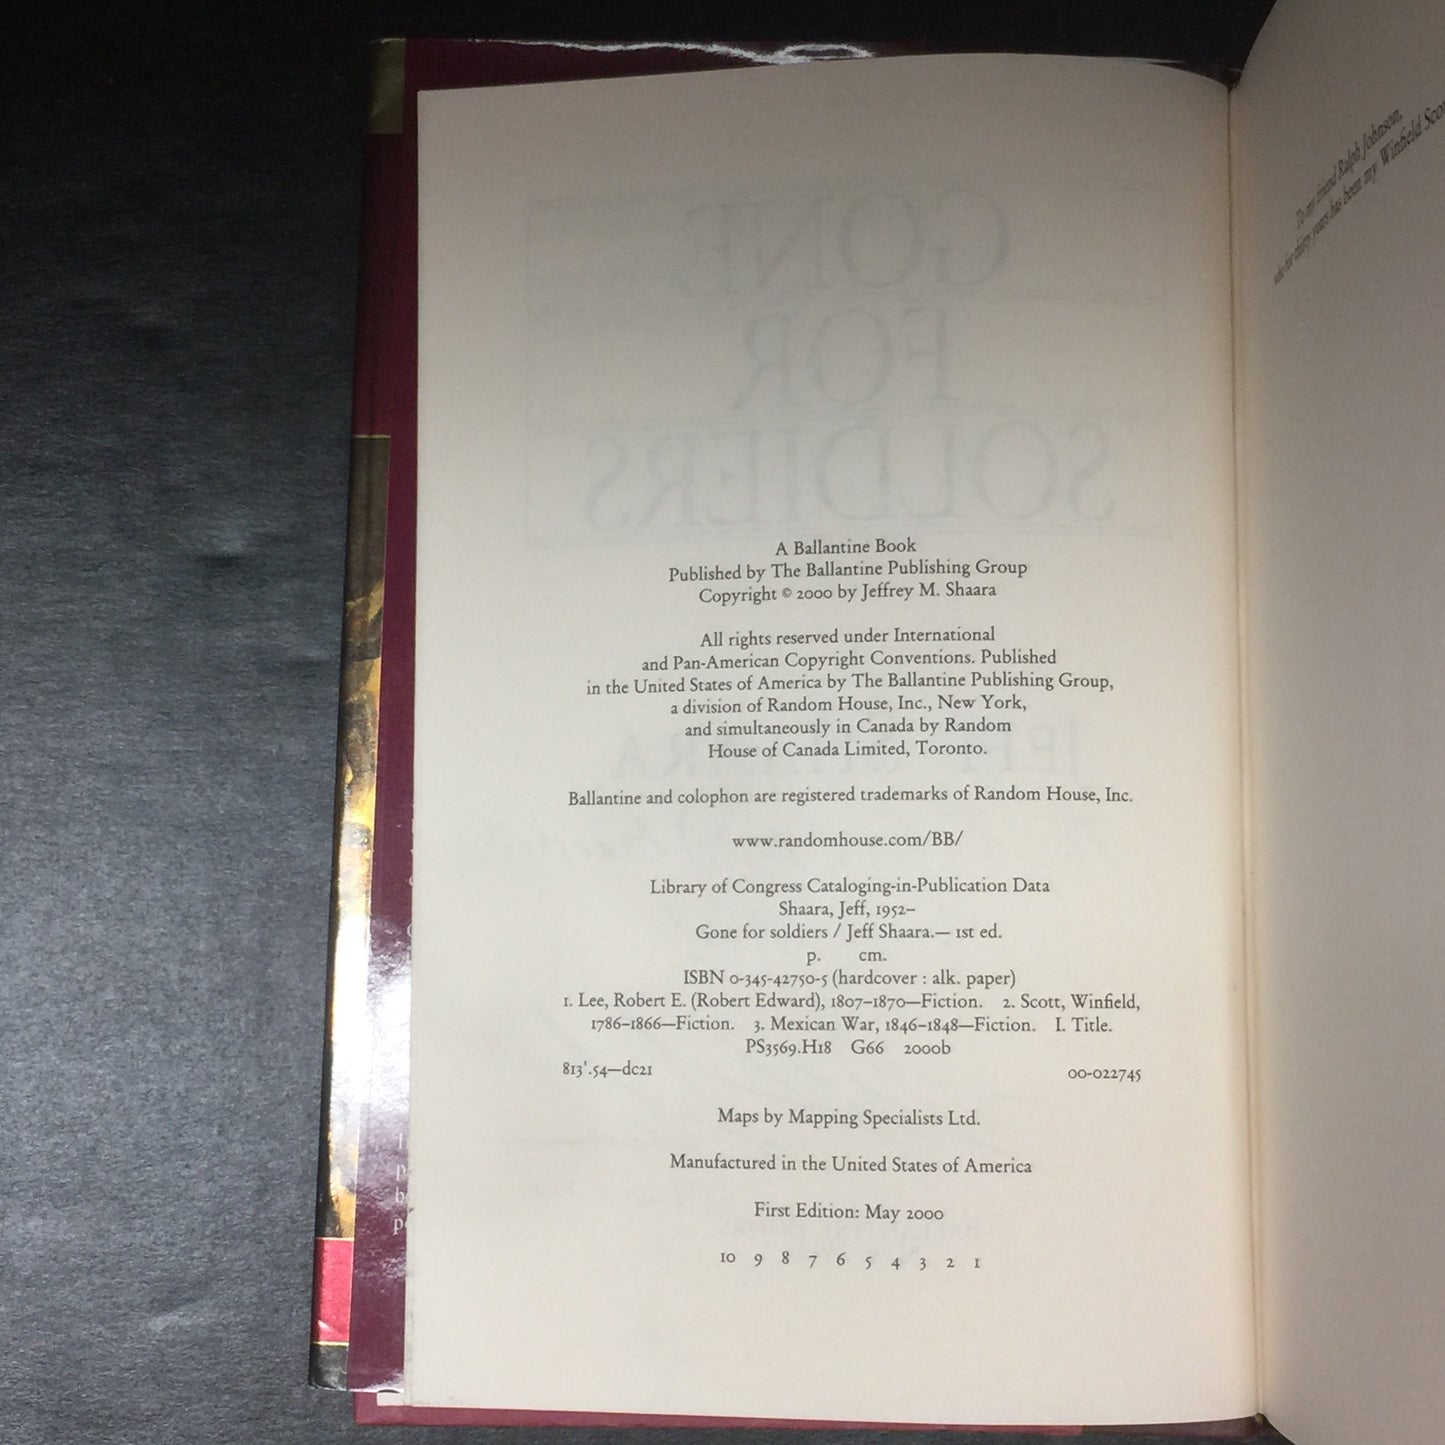 A Ballantine Book
Published by The Ballantine Publishing Group
Copyright © 2000 by Jeffrey M. Shaara
All rights reserved under International
and Pan-American Copyright Conventions. Published
in the United States of America by The Ballantine Publishing Group,
a division of Random House, Inc., New York,
and simultaneously in Canada by Random
House of Canada Limited, Toronto.
Ballantine and colophon are registered trademarks of Random House, Inc.
www.randomhouse.com/BB/
Library of Congress Cataloging-in-Publication Data
Shaara, Jeff, 1952–
Gone for soldiers / Jeff Shaara.— 1st ed.
p. cm.
ISBN 0-345-42750-5 (hardcover : alk. paper)
1. Lee, Robert E. (Robert Edward), 1807–1870—Fiction. 2. Scott, Winfield,
1786–1866—Fiction. 3. Mexican War, 1846–1848—Fiction. I. Title.
PS3569.H18 G66 2000b
813'.54—dc21 00-022745
Maps by Mapping Specialists Ltd.
Manufactured in the United States of America
First Edition: May 2000
10 9 8 7 6 5 4 3 2 1
To my friend Ralph Johnson,
who for thirty years has been my Winfield
GONE
FOR
SOLDIERS